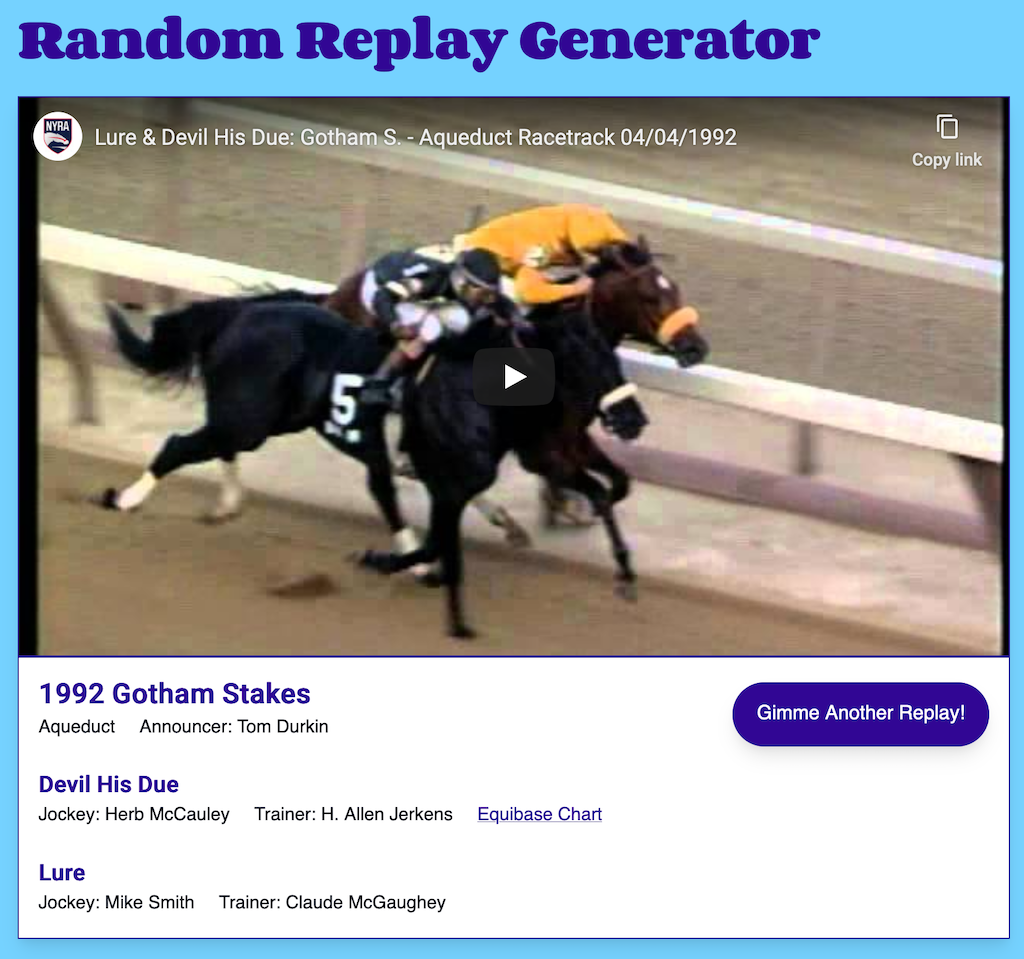 Random Replay Generator
NYRA
Lure & Devil His Due: Gotham S. - Aqueduct Racetrack 04/04/1992
Copy link
5
1992 Gotham Stakes
Gimme Another Replay!
Aqueduct Announcer: Tom Durkin
Devil His Due
Jockey: Herb McCauley Trainer: H. Allen Jerkens Equibase Chart
Lure
Jockey: Mike Smith Trainer: Claude McGaughey